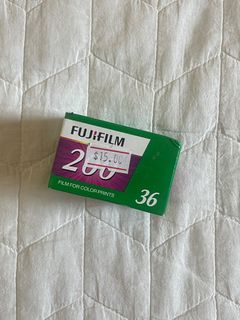 FUJIFILM
$15.00
200
FILM FOR COLOR PRINTS
36